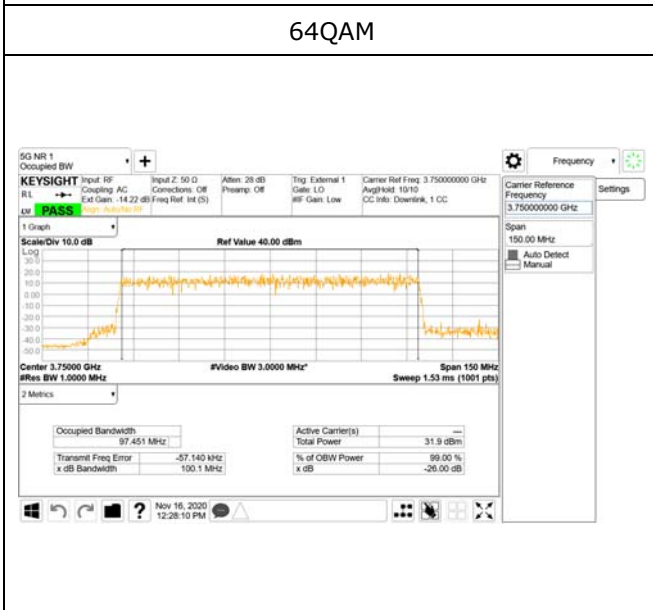 64QAM
5G NR 1
Occupied BW
Frequency
KEYSIGHT
RL
PASS
Input: RF
Coupling: AC
Ext Gain: -14.22 dB
Align: Auto/No RF
Input Z: 50 Ω
Corrections: Off
Freq Ref: Int (S)
Atten: 28 dB
Preamp: Off
Trig: External 1
Gate: LO
#IF Gain: Low
Carrier Ref Freq: 3.750000000 GHz
Avg|Hold: 10/10
CC Info: Downlink, 1 CC
Carrier Reference
Frequency
3.750000000 GHz
Settings
Span
150.00 MHz
Auto Detect
Manual
1 Graph
Scale/Div 10.0 dB
Ref Value 40.00 dBm
Log
30.0
20.0
10.0
0.00
-10.0
-20.0
-30.0
-40.0
-50.0
Center 3.75000 GHz
#Video BW 3.0000 MHz*
Span 150 MHz
#Res BW 1.0000 MHz
Sweep 1.53 ms (1001 pts)
2 Metrics
Occupied Bandwidth
97.451 MHz
Transmit Freq Error -57.140 kHz
x dB Bandwidth 100.1 MHz
Active Carrier(s) ---
Total Power 31.9 dBm
% of OBW Power 99.00 %
x dB -26.00 dB
Nov 16, 2020
12:28:10 PM